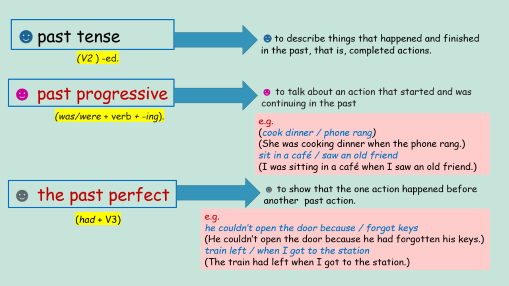 past tense
to describe things that happened and finished
in the past, that is, completed actions.
(V2 ) -ed.
past progressive
to talk about an action that started and was
continuing in the past
(was/were + verb + -ing).
e.g.
(cook dinner / phone rang)
(She was cooking dinner when the phone rang.)
sit in a café / saw an old friend
(I was sitting in a café when I saw an old friend.)
the past perfect
to show that the one action happened before
another past action.
(had + V3)
e.g.
he couldn't open the door because / forgot keys
(He couldn't open the door because he had forgotten his keys.)
train left / when I got to the station
(The train had left when I got to the station.)